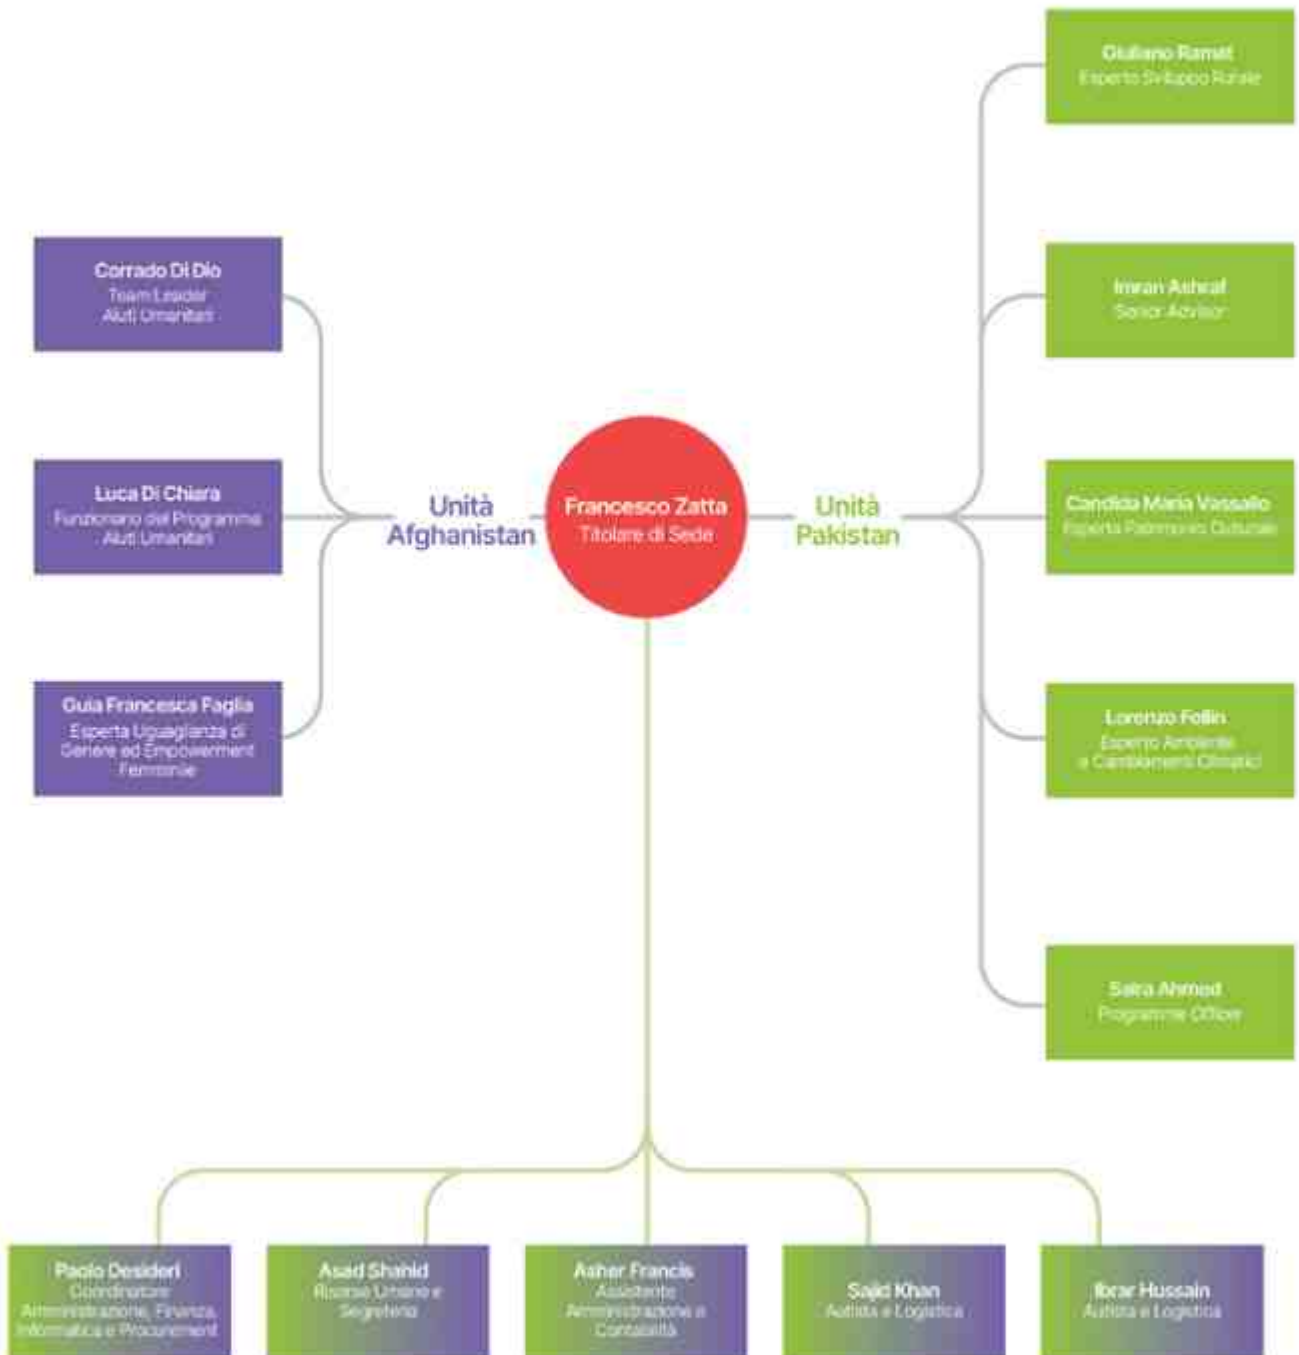 Giuliano Ramat
Esperto Sviluppo Rurale
Corrado Di Dio
Team Leader
Aiuti Umanitari
Imran Ashraf
Senior Advisor
Luca Di Chiara
Funzionario del Programma
Aiuti Umanitari
Unità
Afghanistan
Francesco Zatta
Titolare di Sede
Unità
Pakistan
Candida Maria Vassallo
Esperta Patrimonio Culturale
Guia Francesca Faglia
Esperta Uguaglianza di
Genere ed Empowerment
Femminile
Lorenzo Follin
Esperto Ambiente
e Cambiamenti Climatici
Saira Ahmed
Programme Officer
Paolo Desideri
Coordinatore
Amministrazione, Finanza,
Informatica e Procurement
Asad Shahid
Risorse Umane e
Segreteria
Asher Francis
Assistente
Amministrazione e
Contabilità
Sajid Khan
Autista e Logistica
Ibrar Hussain
Autista e Logistica